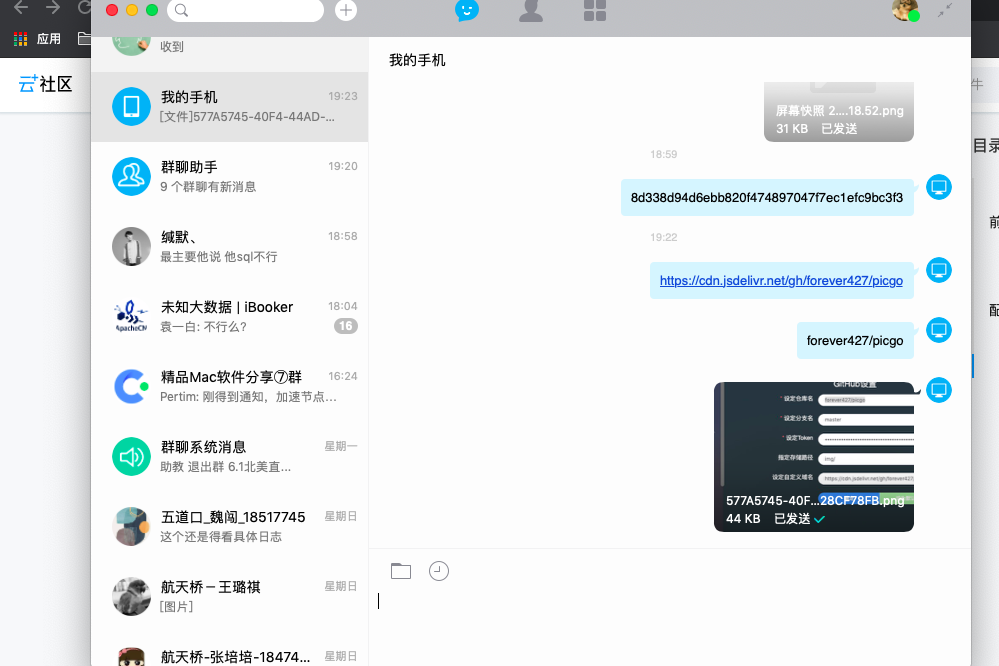 应用
云+社区
收到
我的手机
19:23
[文件]577A5745-40F4-44AD-...
群聊助手
19:20
9 个群聊有新消息
缄默、
18:58
最主要他说 他sql不行
未知大数据 | iBooker
18:04
袁一白: 不行么?
16
ApacheCN
精品Mac软件分享⑦群
16:24
Pertim: 刚得到通知，加速节点...
群聊系统消息
星期一
助教 退出群 6.1北美直...
五道口_魏闯_18517745
星期日
这个还是得看具体日志
航天桥－王璐祺
星期日
[图片]
航天桥-张培培-18474...
星期日
我的手机
屏幕快照 2....18.52.png
31 KB 已发送
18:59
8d338d94d6ebb820f474897047f7ec1efc9bc3f3
19:22
https://cdn.jsdelivr.net/gh/forever427/picgo
forever427/picgo
GitHub设置
* 设定仓库名
forever427/picgo
* 设定分支名
master
* 设定Token
指定存储路径
img/
设定自定义域名
https://cdn.jsdelivr.net/gh/forever427/
577A5745-40F...28CF78FB.png
44 KB 已发送
牛
目录
前
配